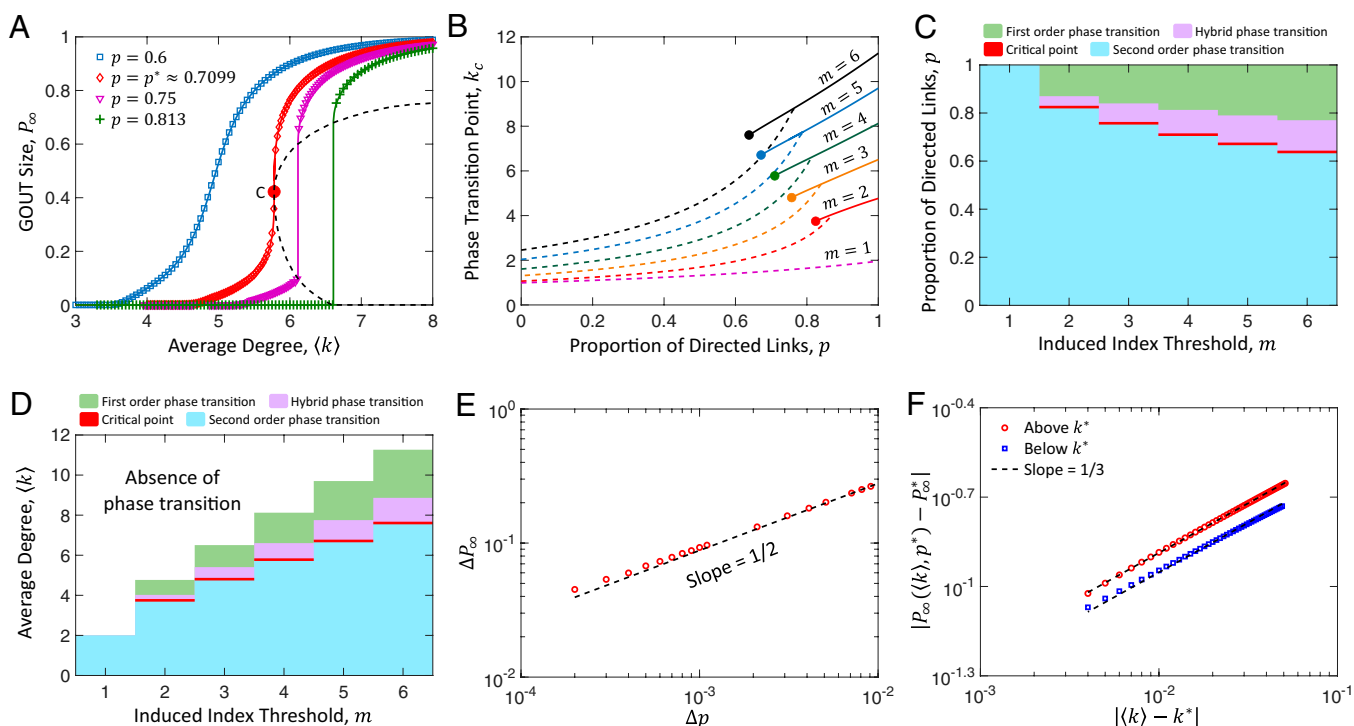 A
GOUT Size, P∞
1
0.8
0.6
0.4
0.2
0
p = 0.6
p = p* ≈ 0.7099
p = 0.75
p = 0.813
C
3 4 5 6 7 8
Average Degree, ⟨k⟩
B
Phase Transition Point, kc
12
10
8
6
4
2
0
m = 6
m = 5
m = 4
m = 3
m = 2
m = 1
0 0.2 0.4 0.6 0.8 1
Proportion of Directed Links, p
C
First order phase transition Hybrid phase transition
Critical point Second order phase transition
Proportion of Directed Links, p
1
0.8
0.6
0.4
0.2
0
1 2 3 4 5 6
Induced Index Threshold, m
D
First order phase transition Hybrid phase transition
Critical point Second order phase transition
Average Degree, ⟨k⟩
12
10
8
6
4
2
0
Absence of
phase transition
1 2 3 4 5 6
Induced Index Threshold, m
E
ΔP∞
10^0
10^-1
10^-2
Slope = 1/2
10^-4 10^-3 10^-2
Δp
F
|P∞(⟨k⟩, p*) − P∞*|
10^-0.4
10^-0.7
10^-1
10^-1.3
Above k*
Below k*
Slope = 1/3
10^-3 10^-2 10^-1
|⟨k⟩ − k*|